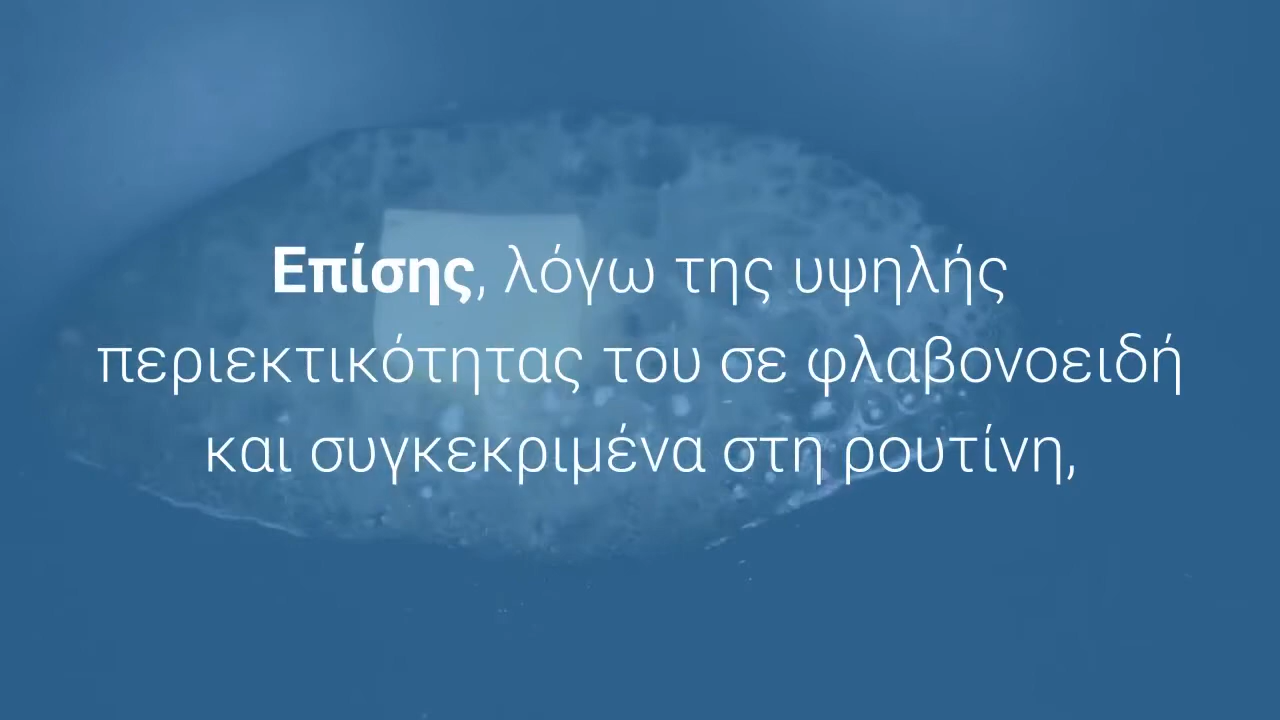 Επίσης, λόγω της υψηλής
περιεκτικότητας του σε φλαβονοειδή
και συγκεκριμένα στη ρουτίνη,